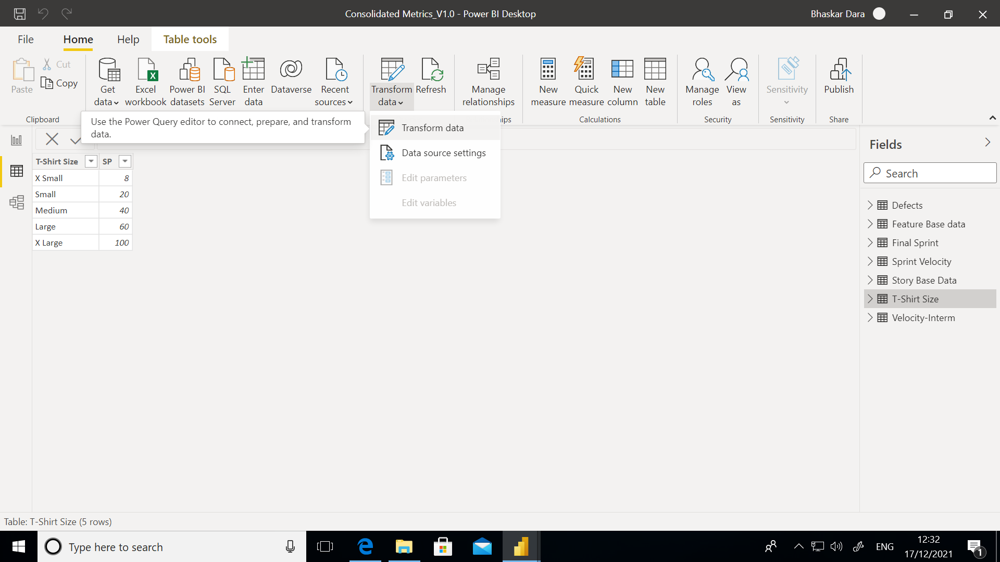 Consolidated Metrics_V1.0 - Power BI Desktop
Bhaskar Dara
File
Home
Help
Table tools
Paste
Cut
Copy
Clipboard
Get
data
Excel
workbook
Power BI
datasets
SQL
Server
Enter
data
Dataverse
Recent
sources
Transform
data
Refresh
Manage
relationships
ips
New
measure
Quick
measure
New
column
New
table
Calculations
Manage
roles
View
as
Security
Sensitivity
Sensitivity
Publish
Share
Use the Power Query editor to connect, prepare, and transform
data.
Transform data
Data source settings
Edit parameters
Edit variables
T-Shirt Size SP
X Small 8
Small 20
Medium 40
Large 60
X Large 100
Fields
Search
Defects
Feature Base data
Final Sprint
Sprint Velocity
Story Base Data
T-Shirt Size
Velocity-Interm
Table: T-Shirt Size (5 rows)
Type here to search
ENG
12:32
17/12/2021
1